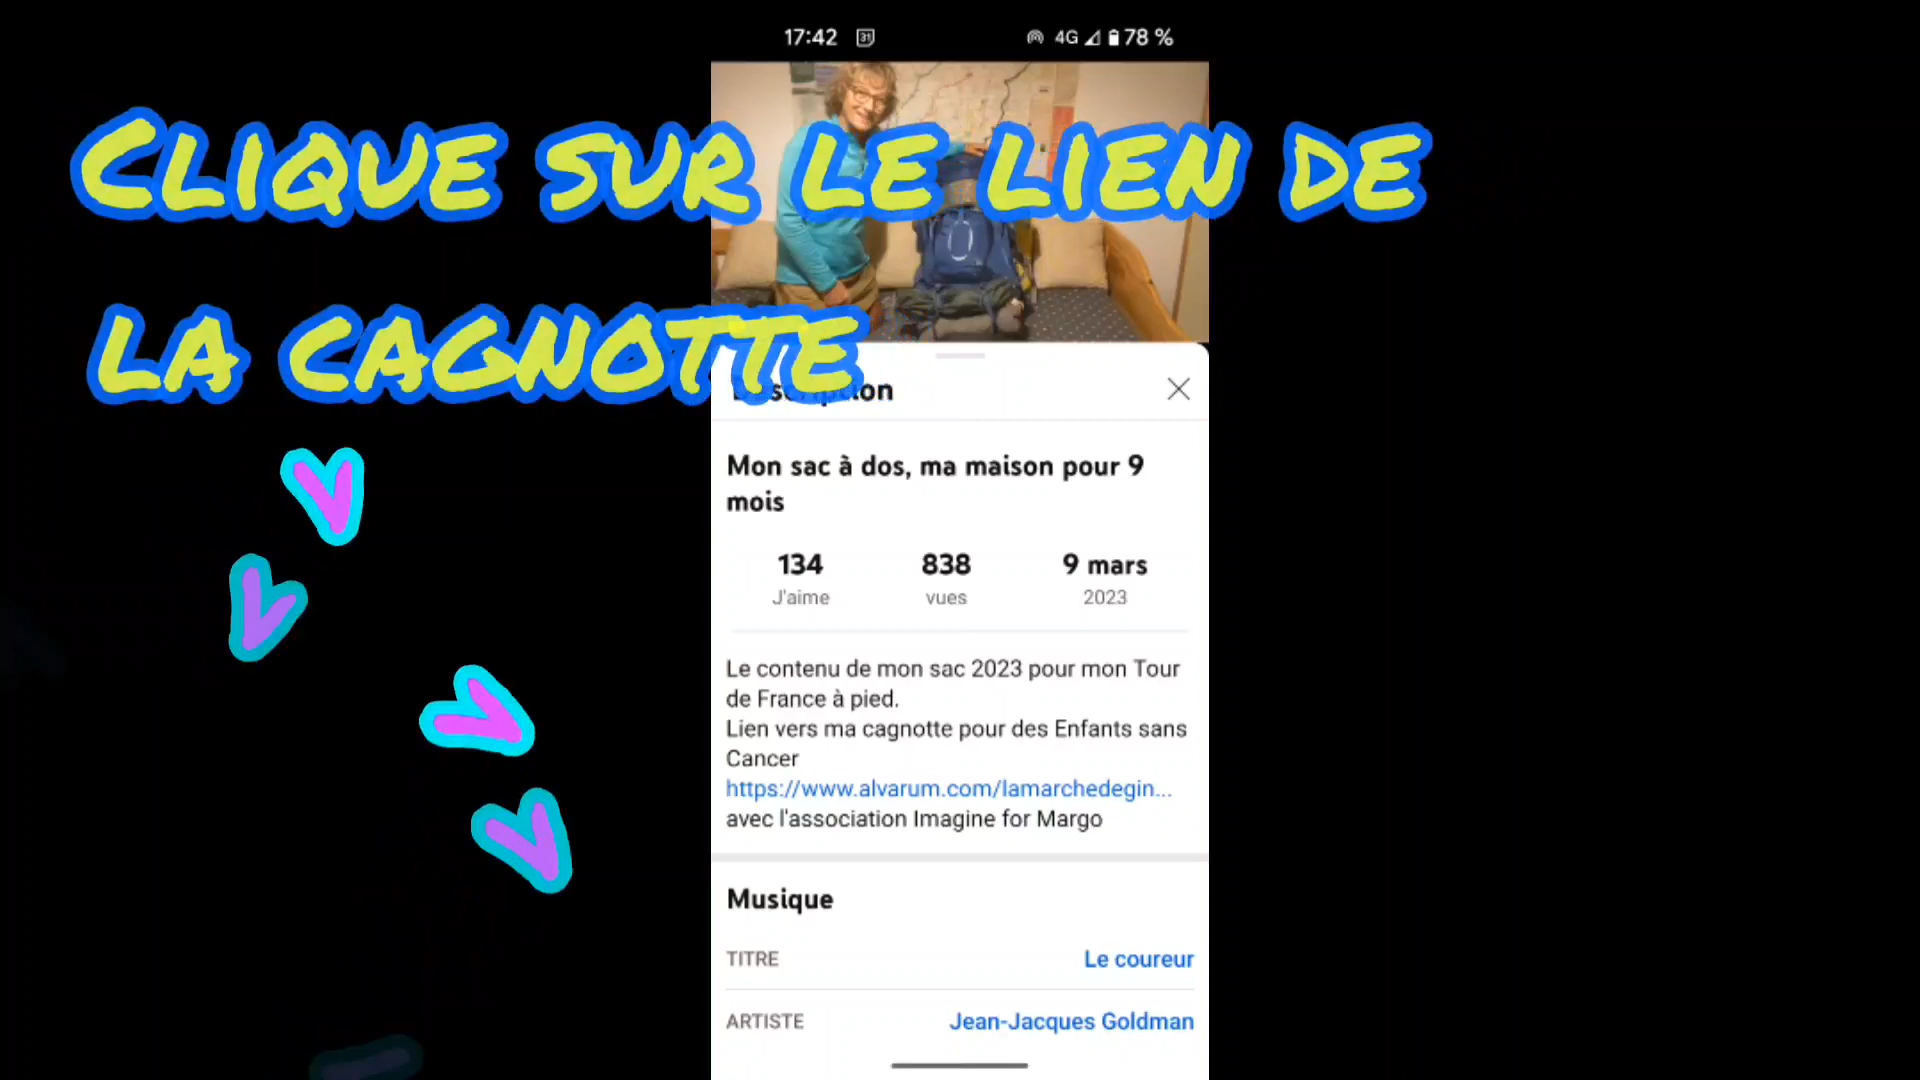 17:42 31 4G 78 %
CLIQUE SUR LE LIEN DE
LA CAGNOTTE
Description
Mon sac à dos, ma maison pour 9
mois
134 838 9 mars
J'aime vues 2023
Le contenu de mon sac 2023 pour mon Tour
de France à pied.
Lien vers ma cagnotte pour des Enfants sans
Cancer
https://www.alvarum.com/lamarchedegin...
avec l'association Imagine for Margo
Musique
TITRE Le coureur
ARTISTE Jean-Jacques Goldman